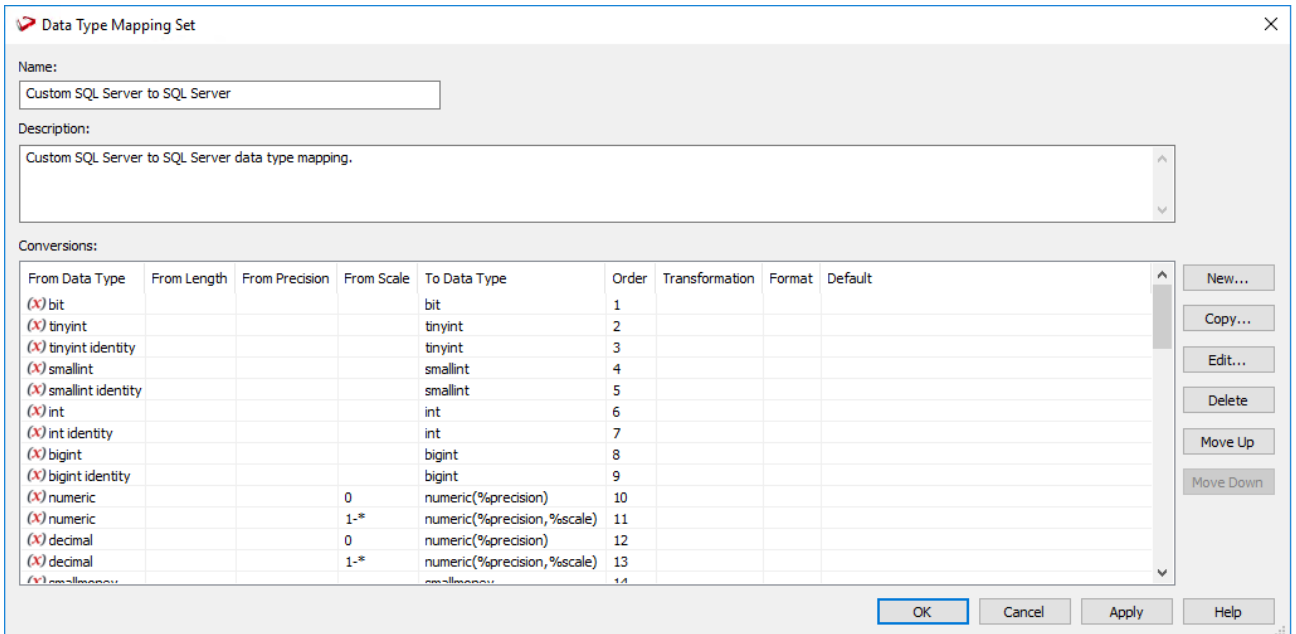 Data Type Mapping Set
Name:
Custom SQL Server to SQL Server
Description:
Custom SQL Server to SQL Server data type mapping.
Conversions:
From Data Type From Length From Precision From Scale To Data Type Order Transformation Format Default
(x) bit bit 1
(x) tinyint tinyint 2
(x) tinyint identity tinyint 3
(x) smallint smallint 4
(x) smallint identity smallint 5
(x) int int 6
(x) int identity int 7
(x) bigint bigint 8
(x) bigint identity bigint 9
(x) numeric 0 numeric(%precision) 10
(x) numeric 1-* numeric(%precision,%scale) 11
(x) decimal 0 numeric(%precision) 12
(x) decimal 1-* numeric(%precision,%scale) 13
(x) smallmoney smallmoney 14
New...
Copy...
Edit...
Delete
Move Up
Move Down
OK Cancel Apply Help